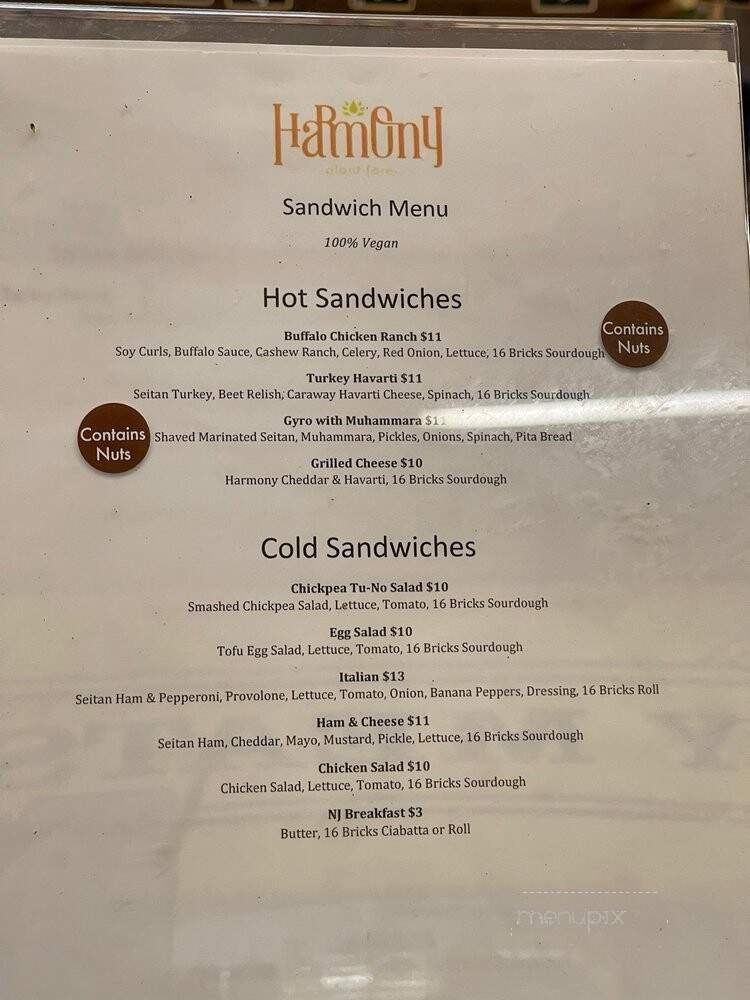 Harmony
plant fare
Sandwich Menu
100% Vegan
Hot Sandwiches
Buffalo Chicken Ranch $11
Soy Curls, Buffalo Sauce, Cashew Ranch, Celery, Red Onion, Lettuce, 16 Bricks Sourdough
Contains
Nuts
Turkey Havarti $11
Seitan Turkey, Beet Relish, Caraway Havarti Cheese, Spinach, 16 Bricks Sourdough
Gyro with Muhammara $11
Contains
Nuts
Shaved Marinated Seitan, Muhammara, Pickles, Onions, Spinach, Pita Bread
Grilled Cheese $10
Harmony Cheddar & Havarti, 16 Bricks Sourdough
Cold Sandwiches
Chickpea Tu-No Salad $10
Smashed Chickpea Salad, Lettuce, Tomato, 16 Bricks Sourdough
Egg Salad $10
Tofu Egg Salad, Lettuce, Tomato, 16 Bricks Sourdough
Italian $13
Seitan Ham & Pepperoni, Provolone, Lettuce, Tomato, Onion, Banana Peppers, Dressing, 16 Bricks Roll
Ham & Cheese $11
Seitan Ham, Cheddar, Mayo, Mustard, Pickle, Lettuce, 16 Bricks Sourdough
Chicken Salad $10
Chicken Salad, Lettuce, Tomato, 16 Bricks Sourdough
NJ Breakfast $3
Butter, 16 Bricks Ciabatta or Roll
menupix